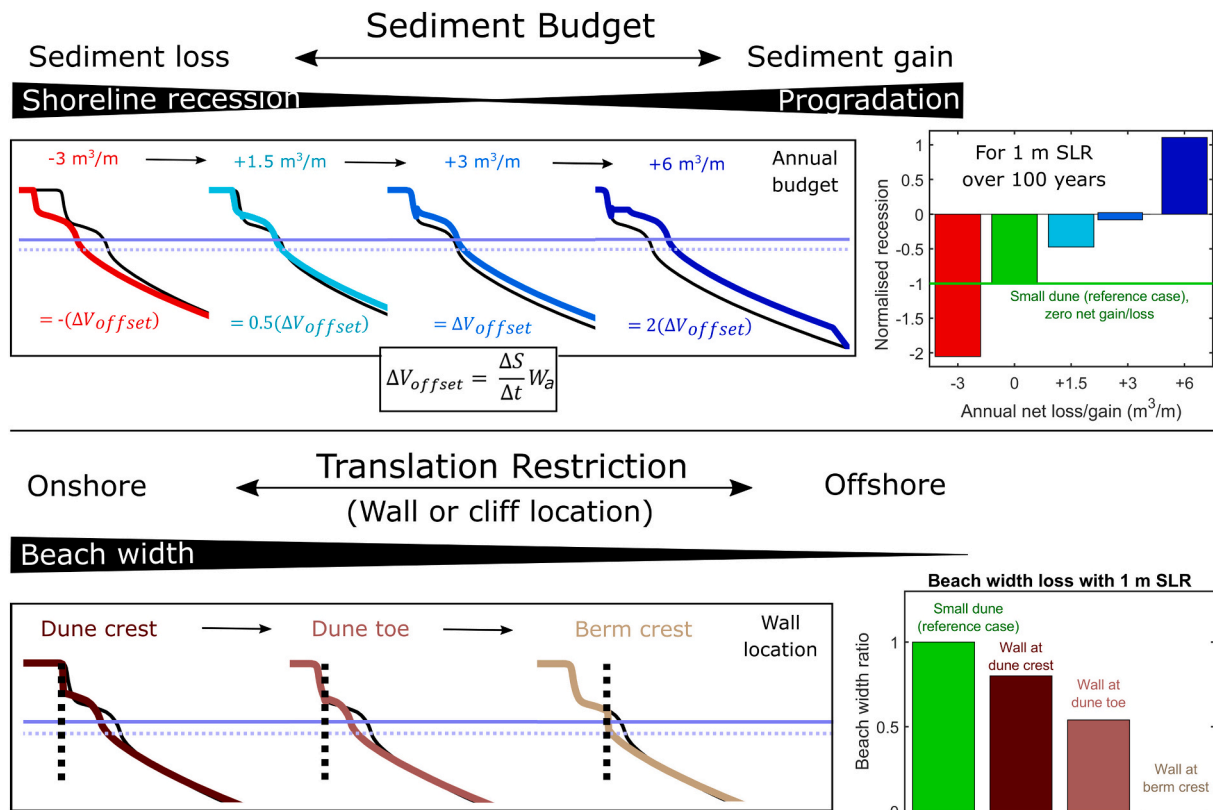 Sediment Budget
Sediment loss
Sediment gain
Shoreline recession
Progradation
-3 m³/m
+1.5 m³/m
+3 m³/m
+6 m³/m
Annual
budget
= -(ΔV_offset)
= 0.5(ΔV_offset)
= ΔV_offset
= 2(ΔV_offset)
ΔV_offset = ΔS/Δt W_a
For 1 m SLR
over 100 years
1
0.5
0
-0.5
-1
-1.5
-2
Normalised recession
Small dune (reference case),
zero net gain/loss
-3 0 +1.5 +3 +6
Annual net loss/gain (m³/m)
Translation Restriction
Onshore
Offshore
(Wall or cliff location)
Beach width
Dune crest
Dune toe
Berm crest
Wall
location
Beach width loss with 1 m SLR
Small dune
(reference case)
Wall at
dune crest
Wall at
dune toe
Wall at
berm crest
1
0.5
0
Beach width ratio